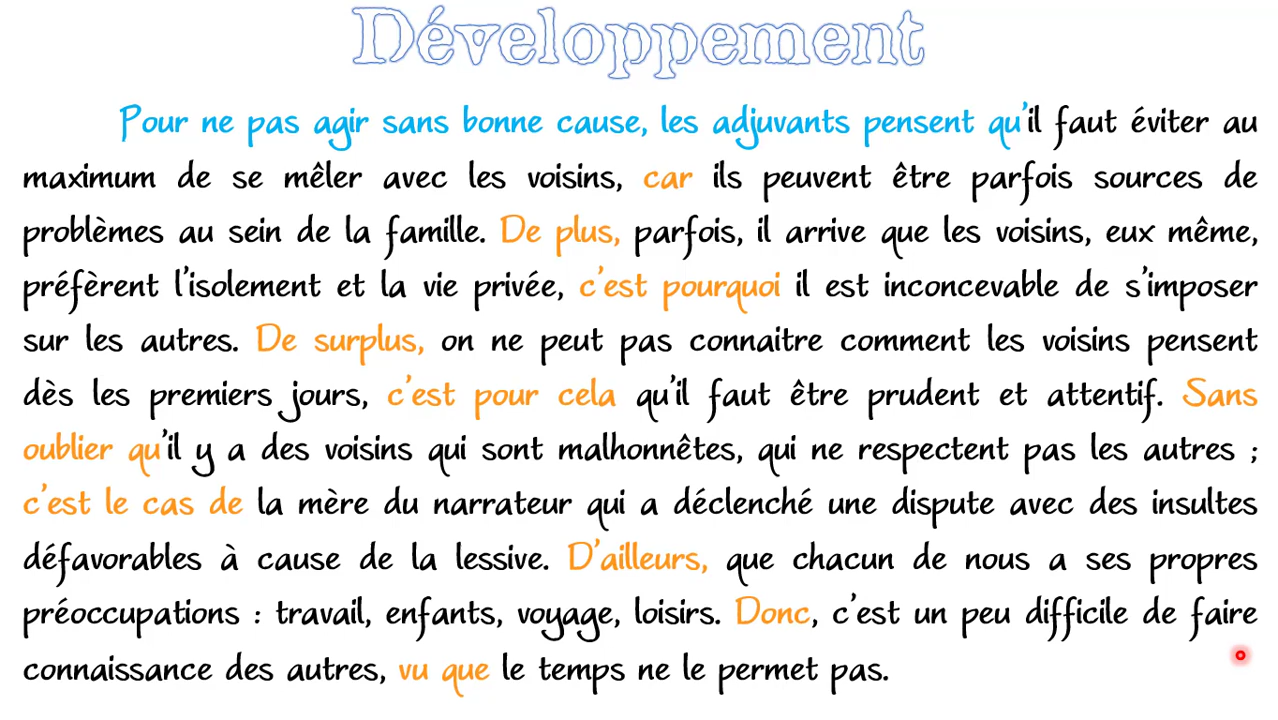 Développement
Pour ne pas agir sans bonne cause, les adjuvants pensent qu'il faut éviter au
maximum de se mêler avec les voisins, car ils peuvent être parfois sources de
problèmes au sein de la famille. De plus, parfois, il arrive que les voisins, eux même,
préfèrent l'isolement et la vie privée, c'est pourquoi il est inconcevable de s'imposer
sur les autres. De surplus, on ne peut pas connaitre comment les voisins pensent
dès les premiers jours, c'est pour cela qu'il faut être prudent et attentif. Sans
oublier qu'il y a des voisins qui sont malhonnêtes, qui ne respectent pas les autres ;
c'est le cas de la mère du narrateur qui a déclenché une dispute avec des insultes
défavorables à cause de la lessive. D'ailleurs, que chacun de nous a ses propres
préoccupations : travail, enfants, voyage, loisirs. Donc, c'est un peu difficile de faire
connaissance des autres, vu que le temps ne le permet pas.